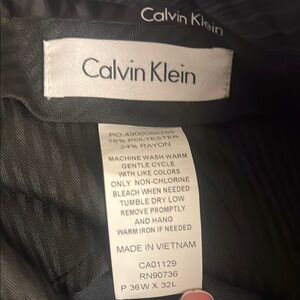 Calvin Klein
Calvin Klein
PO 4900066285
76% POLYESTER
24% RAYON
MACHINE WASH WARM
GENTLE CYCLE
WITH LIKE COLORS
ONLY NON-CHLORINE
BLEACH WHEN NEEDED
TUMBLE DRY LOW
REMOVE PROMPTLY
AND HANG
WARM IRON IF NEEDED
MADE IN VIETNAM
CA01129
RN90736
P 36W X 32L